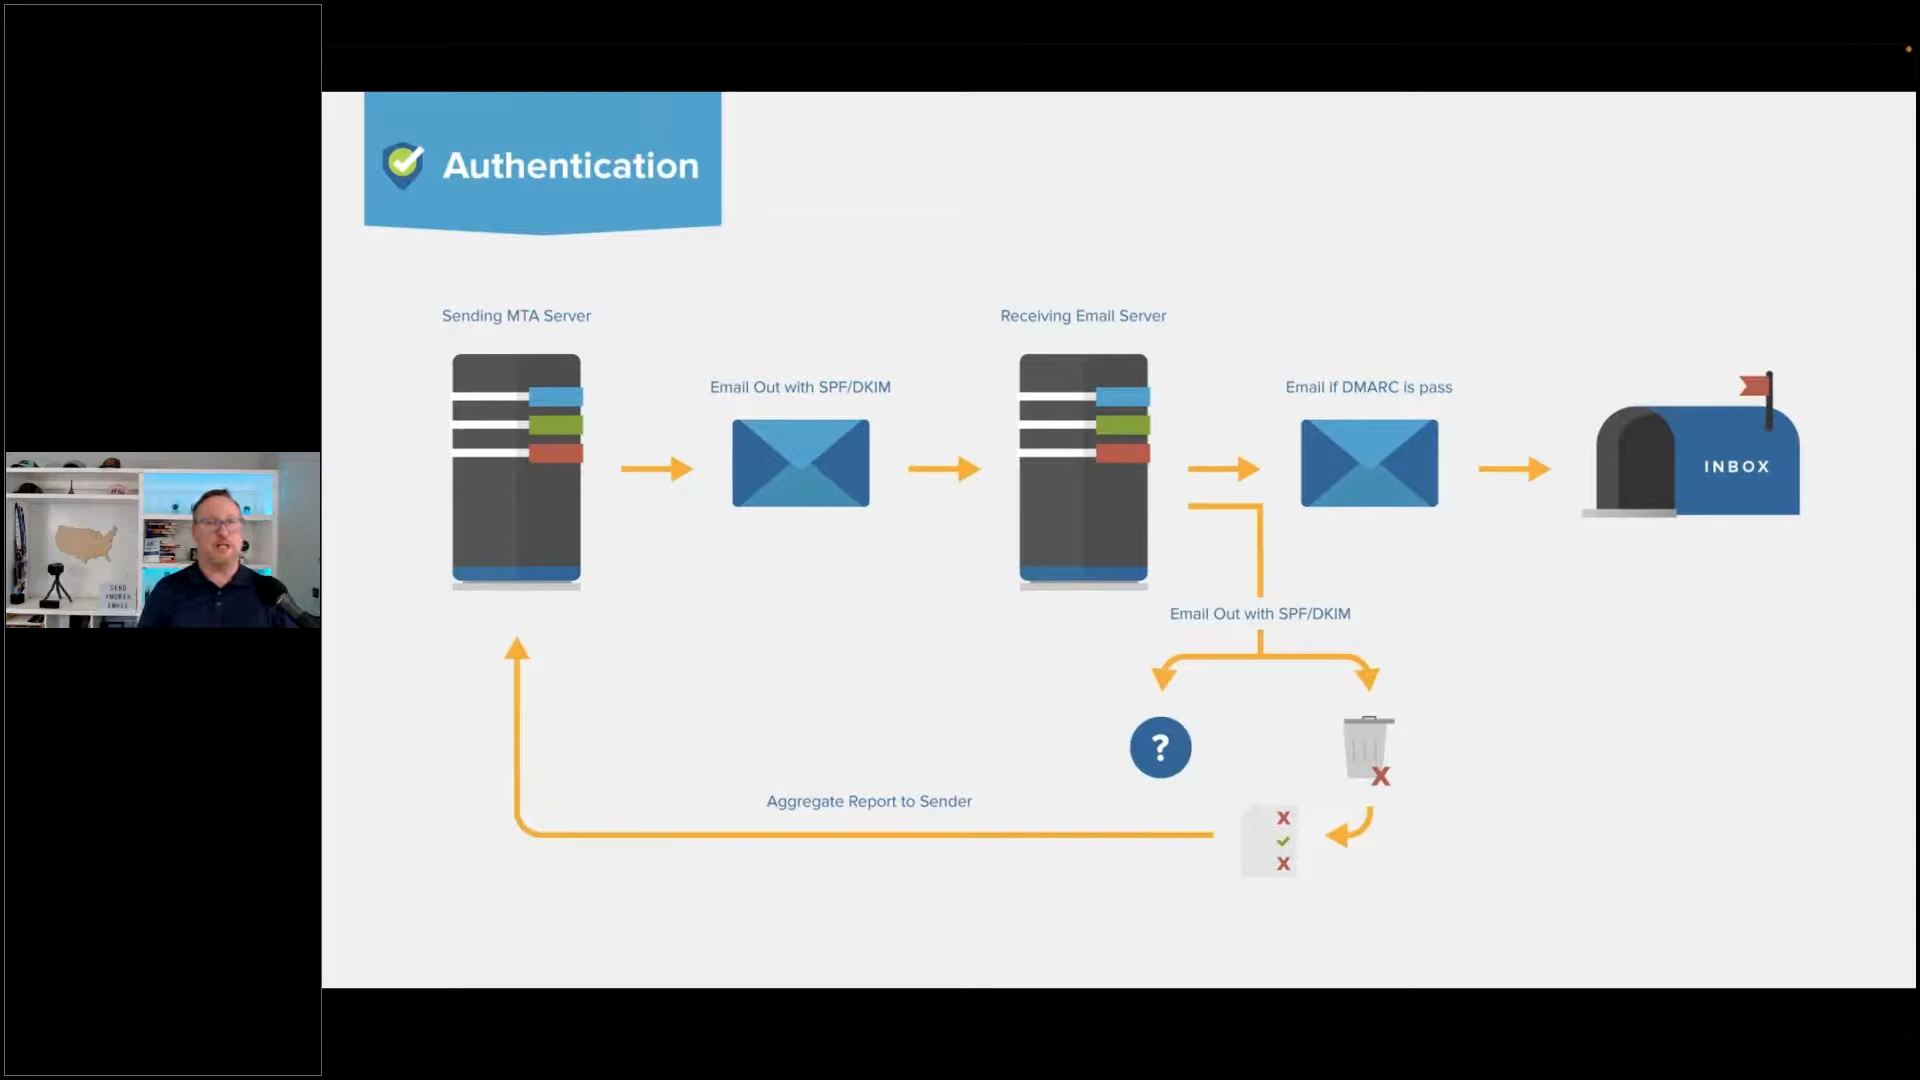 Authentication
Sending MTA Server
Receiving Email Server
Email Out with SPF/DKIM
Email if DMARC is pass
INBOX
Email Out with SPF/DKIM
?
X
Aggregate Report to Sender
X
X
SEND